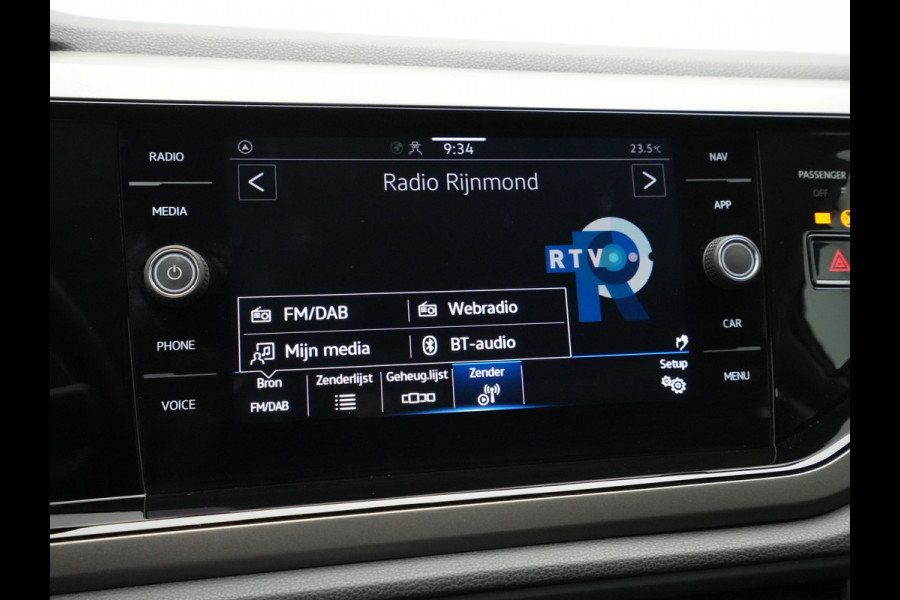 RADIO
MEDIA
PHONE
VOICE
9:34
23.5°C
< Radio Rijnmond >
RTV
FM/DAB
Webradio
Mijn media
BT-audio
Bron
FM/DAB
Zenderlijst
Geheug.lijst
Zender
Setup
NAV
APP
CAR
MENU
PASSENGER
OFF